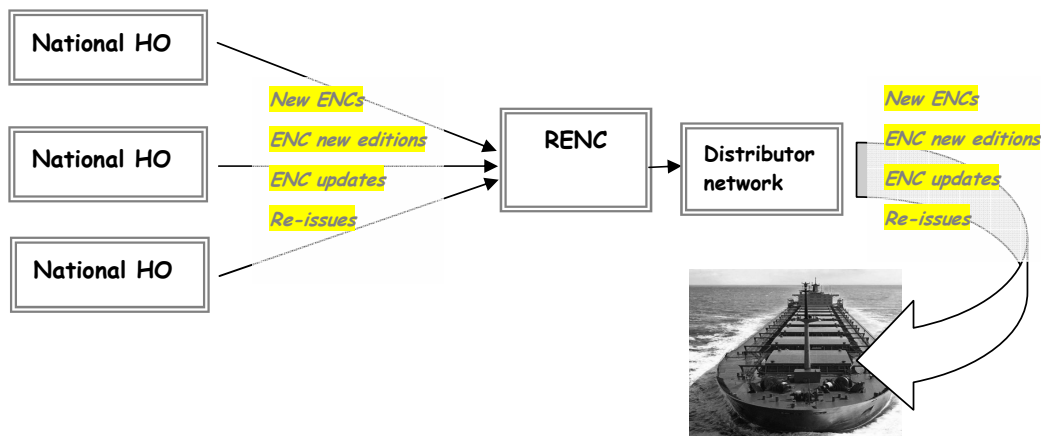 National HO
National HO
National HO
New ENCs
ENC new editions
ENC updates
Re-issues
RENC
Distributor
network
New ENCs
ENC new editions
ENC updates
Re-issues